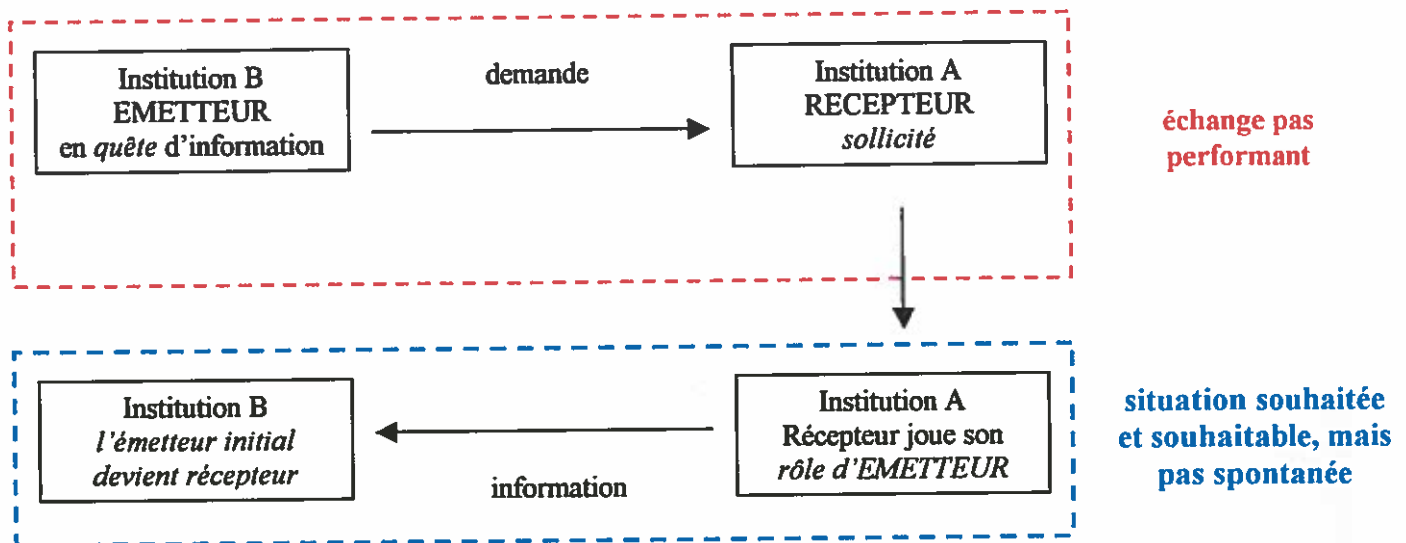 Institution B
EMETTEUR
en quête d'information
demande
Institution A
RECEPTEUR
sollicité
échange pas
performant
Institution B
l'émetteur initial
devient récepteur
information
Institution A
Récepteur joue son
rôle d'EMETTEUR
situation souhaitée
et souhaitable, mais
pas spontanée